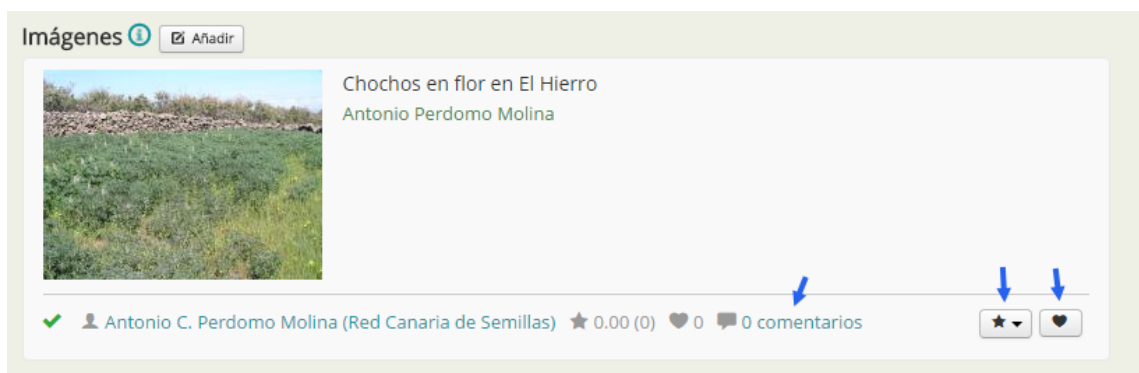 Imágenes Añadir
Chochos en flor en El Hierro
Antonio Perdomo Molina
Antonio C. Perdomo Molina (Red Canaria de Semillas) 0.00 (0) 0 0 comentarios